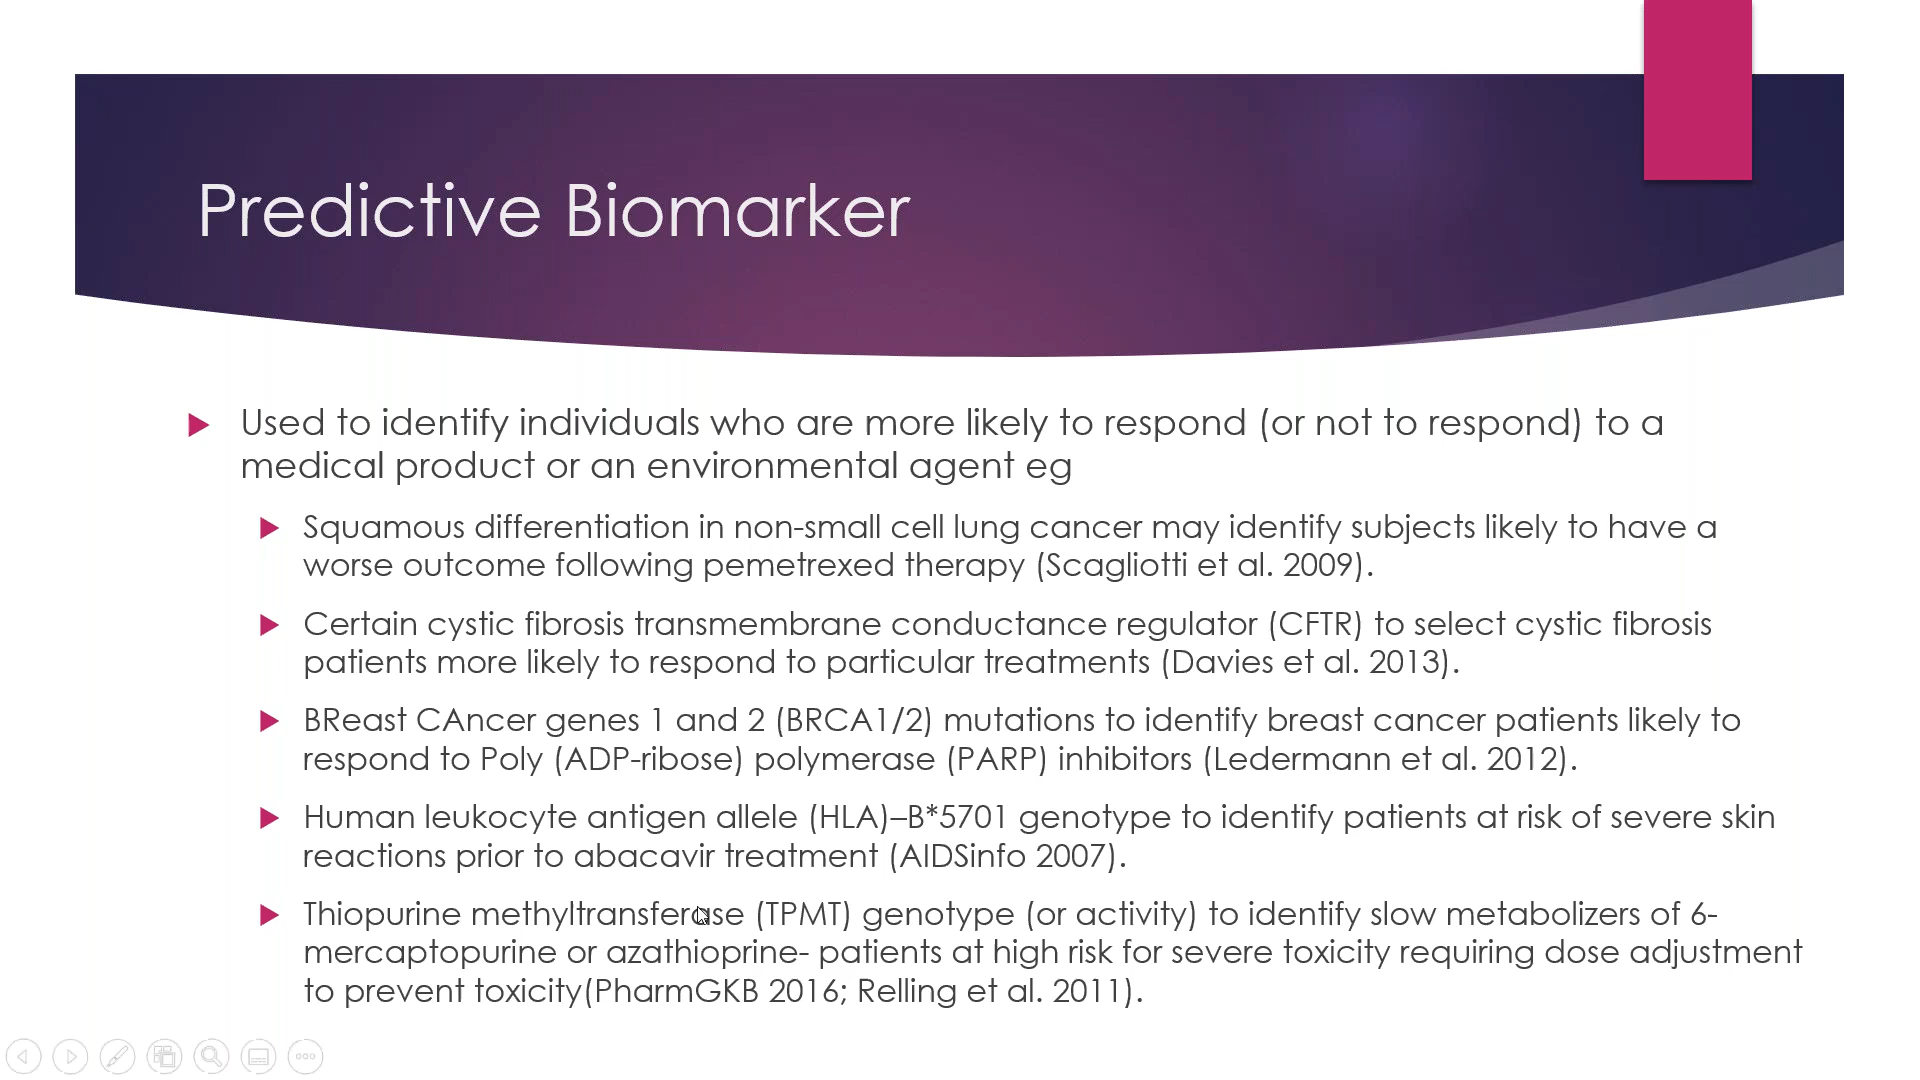 Predictive Biomarker
Used to identify individuals who are more likely to respond (or not to respond) to a
medical product or an environmental agent eg
Squamous differentiation in non-small cell lung cancer may identify subjects likely to have a
worse outcome following pemetrexed therapy (Scagliotti et al. 2009).
Certain cystic fibrosis transmembrane conductance regulator (CFTR) to select cystic fibrosis
patients more likely to respond to particular treatments (Davies et al. 2013).
BReast CAncer genes 1 and 2 (BRCA1/2) mutations to identify breast cancer patients likely to
respond to Poly (ADP-ribose) polymerase (PARP) inhibitors (Ledermann et al. 2012).
Human leukocyte antigen allele (HLA)–B*5701 genotype to identify patients at risk of severe skin
reactions prior to abacavir treatment (AIDSinfo 2007).
Thiopurine methyltransferase (TPMT) genotype (or activity) to identify slow metabolizers of 6-
mercaptopurine or azathioprine- patients at high risk for severe toxicity requiring dose adjustment
to prevent toxicity(PharmGKB 2016; Relling et al. 2011).